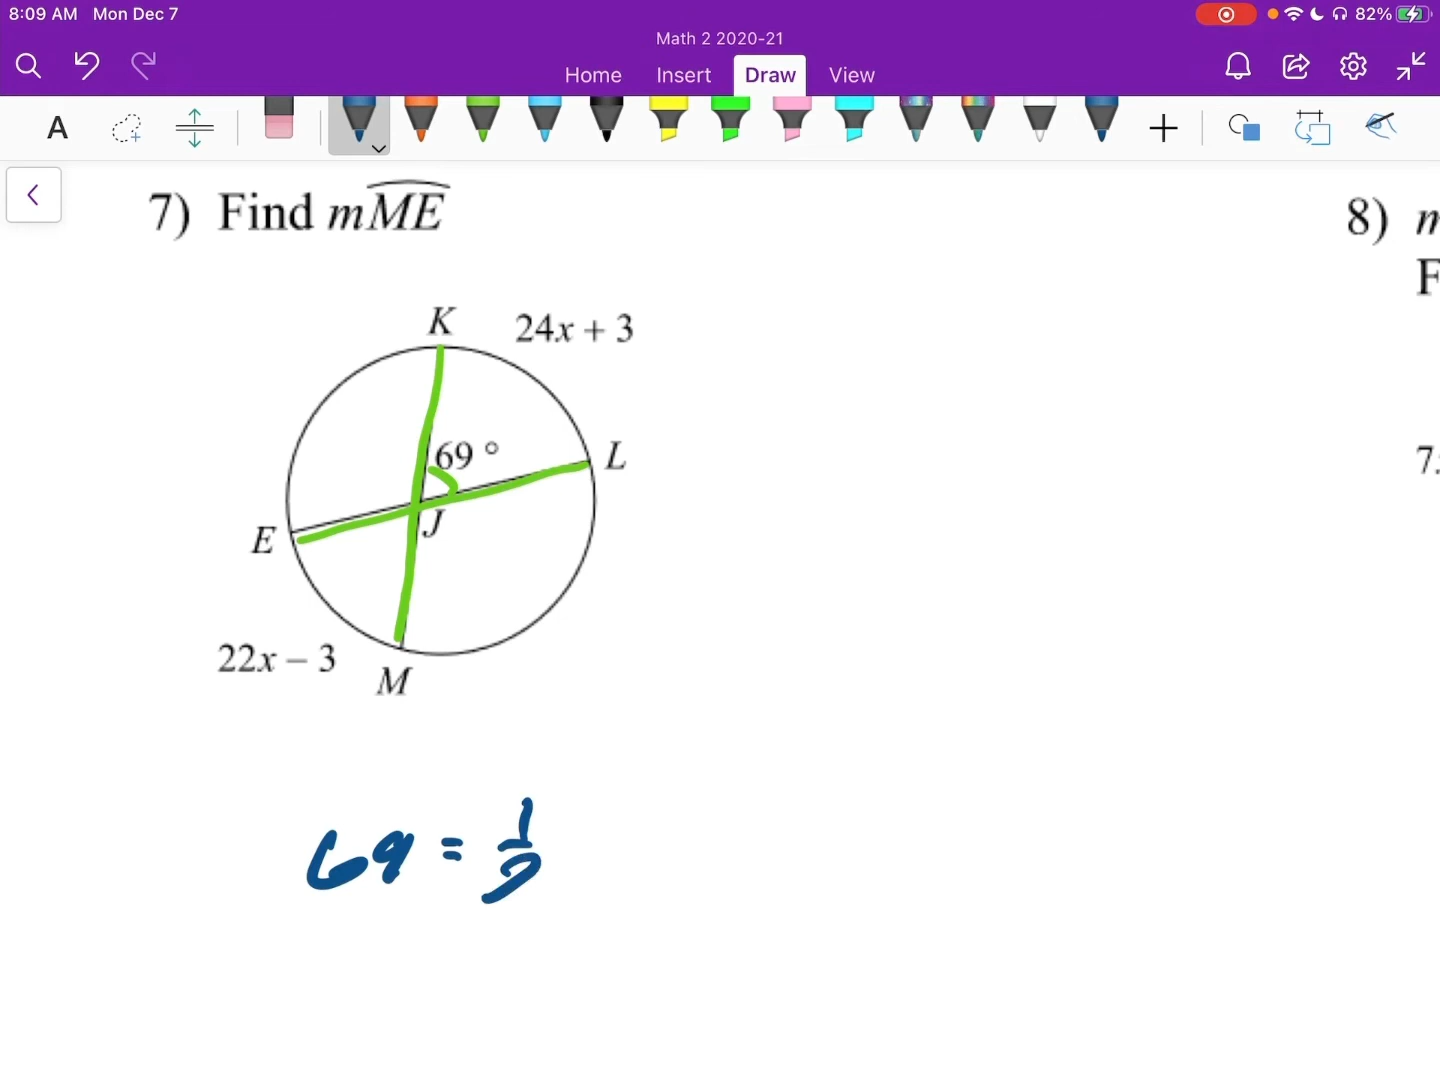 8:09 AM Mon Dec 7
82%
Math 2 2020-21
Home Insert Draw View
A
7) Find mME
8) m
F
K 24x + 3
69 °
L
J
E
22x – 3
M
7
69 = 1/2